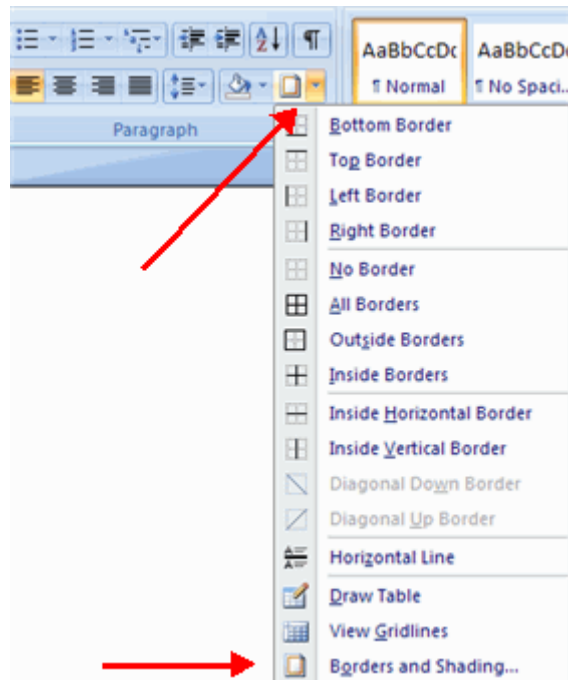 AaBbCcDc AaBbCcD
¶ Normal ¶ No Spaci...
Paragraph
Bottom Border
Top Border
Left Border
Right Border
No Border
All Borders
Outside Borders
Inside Borders
Inside Horizontal Border
Inside Vertical Border
Diagonal Down Border
Diagonal Up Border
Horizontal Line
Draw Table
View Gridlines
Borders and Shading...